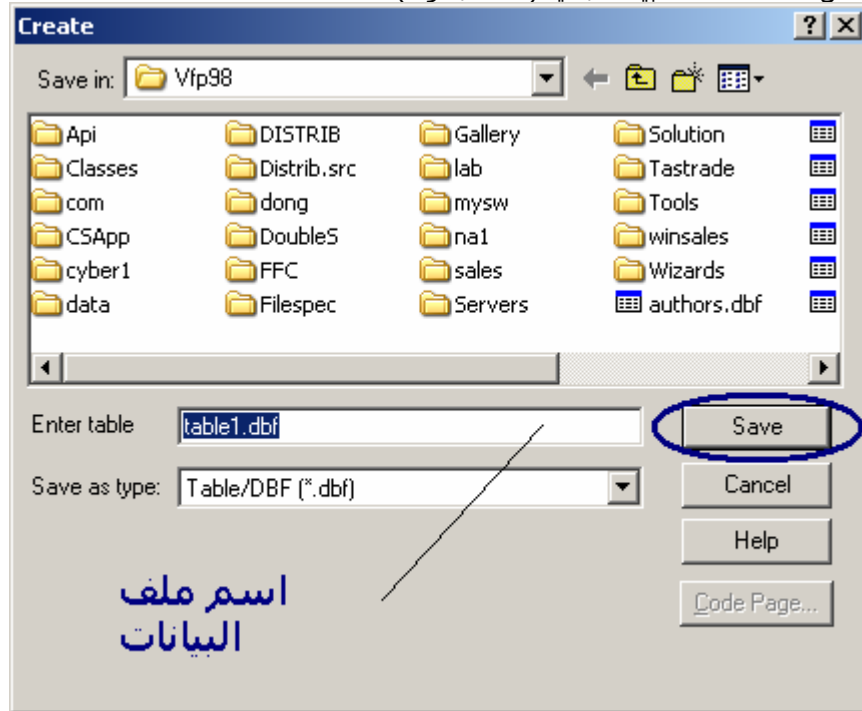 Create
Save in: Vfp98
Api DISTRIB Gallery Solution
Classes Distrib.src lab Tastrade
com dong mysw Tools
CSApp DoubleS na1 winsales
cyber1 FFC sales Wizards
data Filespec Servers authors.dbf
Enter table table1.dbf Save
Save as type: Table/DBF (*.dbf) Cancel
Help
اسم ملف
البيانات
Code Page...